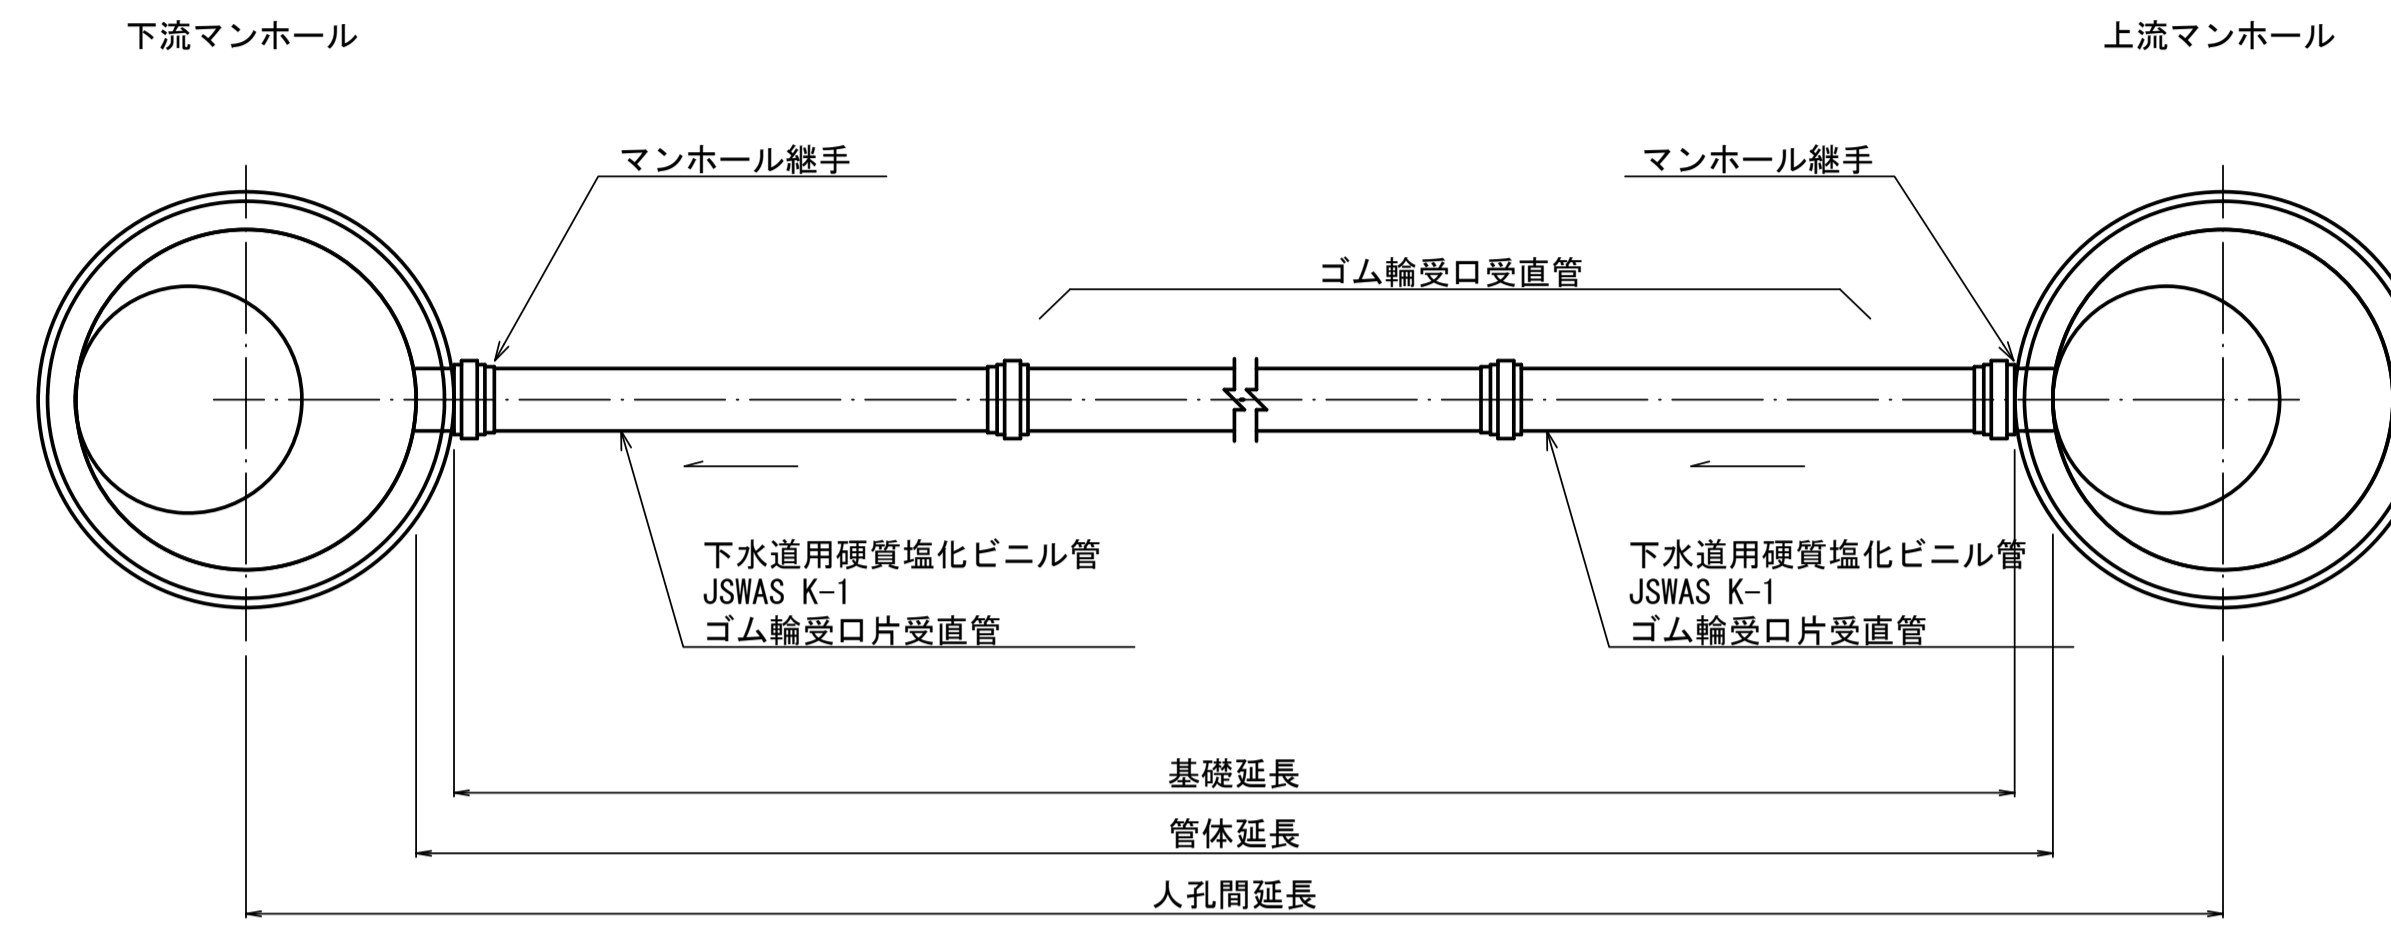 下流マンホール
上流マンホール
マンホール継手
マンホール継手
ゴム輪受口受直管
下水道用硬質塩化ビニル管
JSWAS K-1
ゴム輪受口片受直管
下水道用硬質塩化ビニル管
JSWAS K-1
ゴム輪受口片受直管
基礎延長
管体延長
人孔間延長